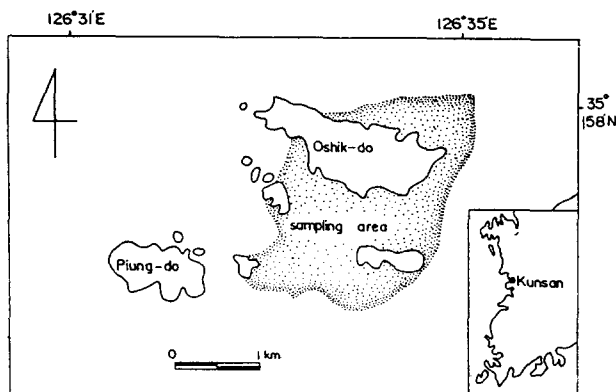 126°31'E
126°35'E
35°
58'N
Oshik-do
sampling area
Piung-do
Kunsan
0 1 km